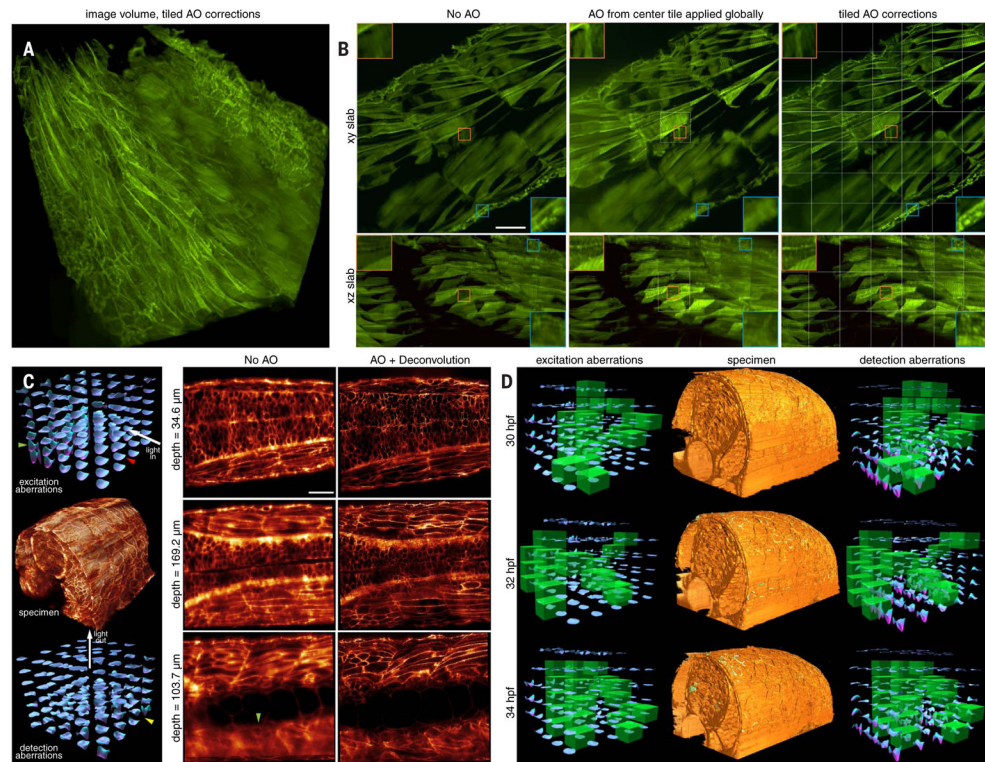 image volume, tiled AO corrections
A
B
No AO
AO from center tile applied globally
tiled AO corrections
xy slab
xz slab
C
light
in
excitation
aberrations
specimen
light
out
detection
aberrations
No AO
AO + Deconvolution
depth = 34.6 µm
depth = 169.2 µm
depth = 103.7 µm
D
excitation aberrations
specimen
detection aberrations
30 hpf
32 hpf
34 hpf